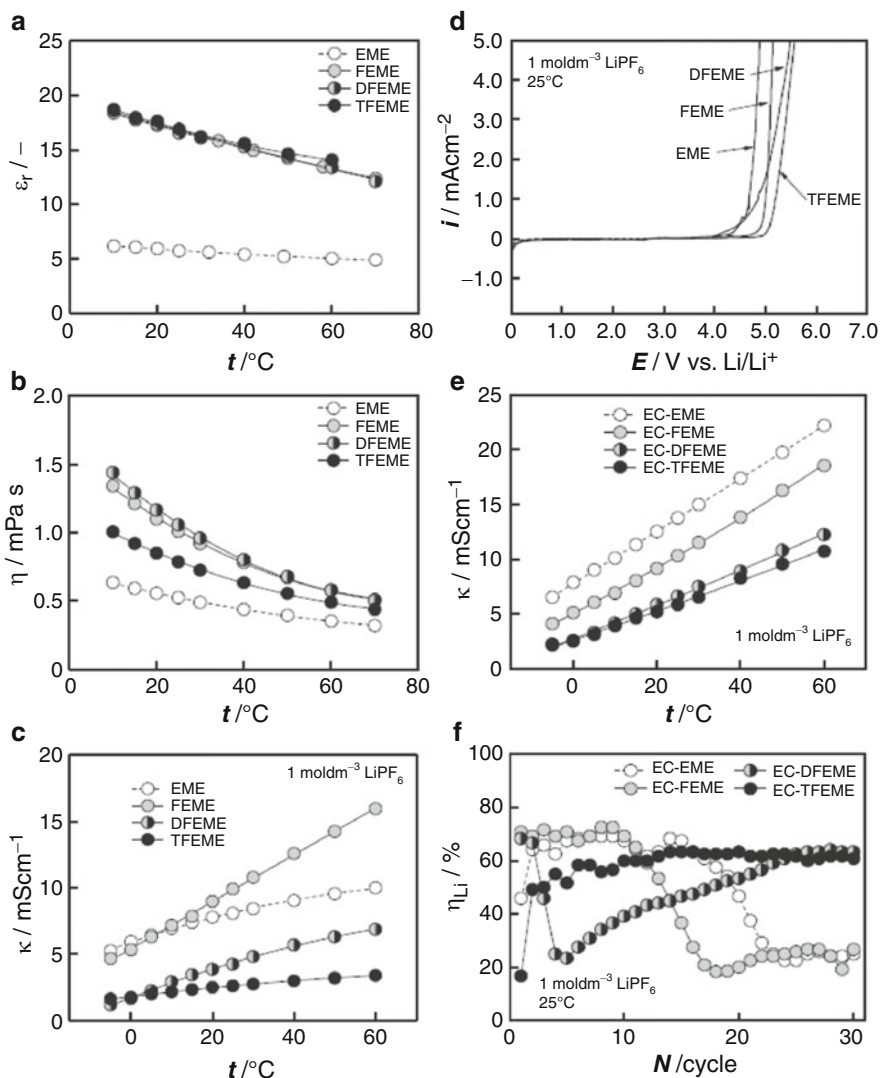 a
25
20
15
10
5
0
εr / −
EME
FEME
DFEME
TFEME
0 20 40 60 80
t /°C
d
5.0
4.0
3.0
2.0
1.0
0
−1.0
i / mAcm−2
1 moldm−3 LiPF6
25°C
DFEME
FEME
EME
TFEME
0 1.0 2.0 3.0 4.0 5.0 6.0 7.0
E / V vs. Li/Li+
b
2.0
1.5
1.0
0.5
0
η / mPa s
EME
FEME
DFEME
TFEME
0 20 40 60 80
t /°C
e
25
20
15
10
5
0
κ / mScm−1
EC-EME
EC-FEME
EC-DFEME
EC-TFEME
1 moldm−3 LiPF6
0 20 40 60
t /°C
c
20
15
10
5
0
κ / mScm−1
1 moldm−3 LiPF6
EME
FEME
DFEME
TFEME
0 20 40 60
t /°C
f
100
80
60
40
20
0
ηLi / %
EC-EME
EC-FEME
EC-DFEME
EC-TFEME
1 moldm−3 LiPF6
25°C
0 10 20 30
N /cycle